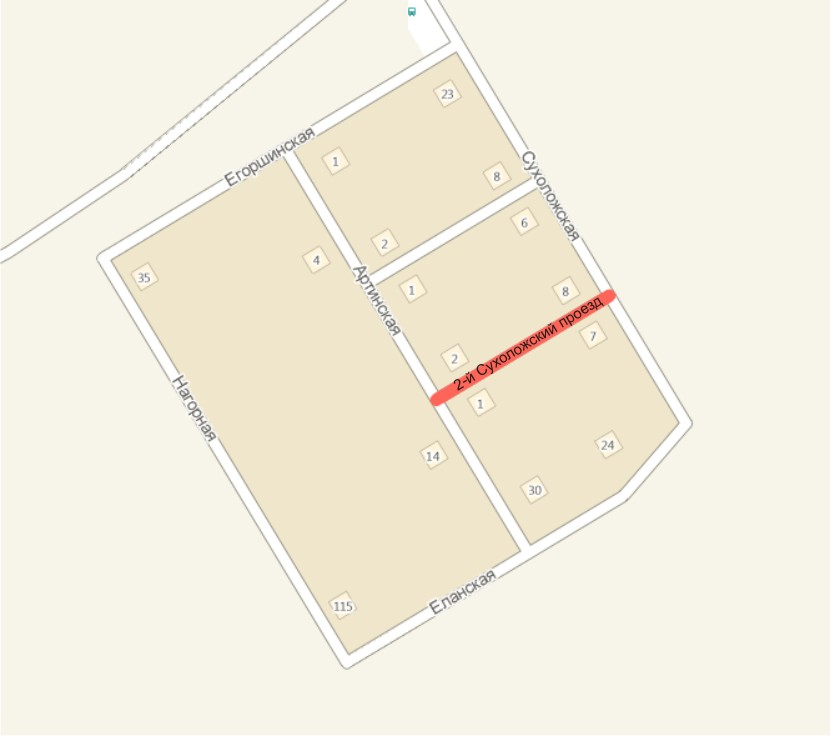 23
Егоршинская
1
Сухоложская
8
6
2
4
35
1
Артинская
8
2-й Сухоложский проезд
7
2
1
Нагорная
14
24
30
Еланская
115